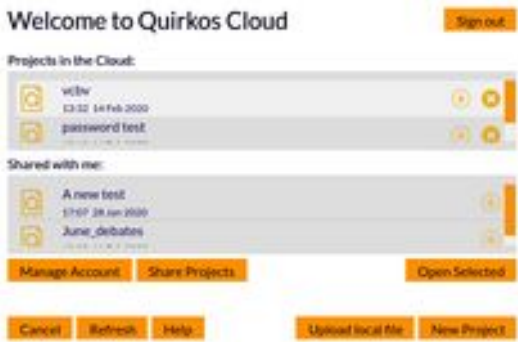 Welcome to Quirkos Cloud
Sign out
Projects in the Cloud:
vcbv
13:32 14 Feb 2020
password test
Shared with me:
A new test
17:07 28 Jan 2020
June_debates
Manage Account
Share Projects
Open Selected
Cancel
Refresh
Help
Upload local file
New Project